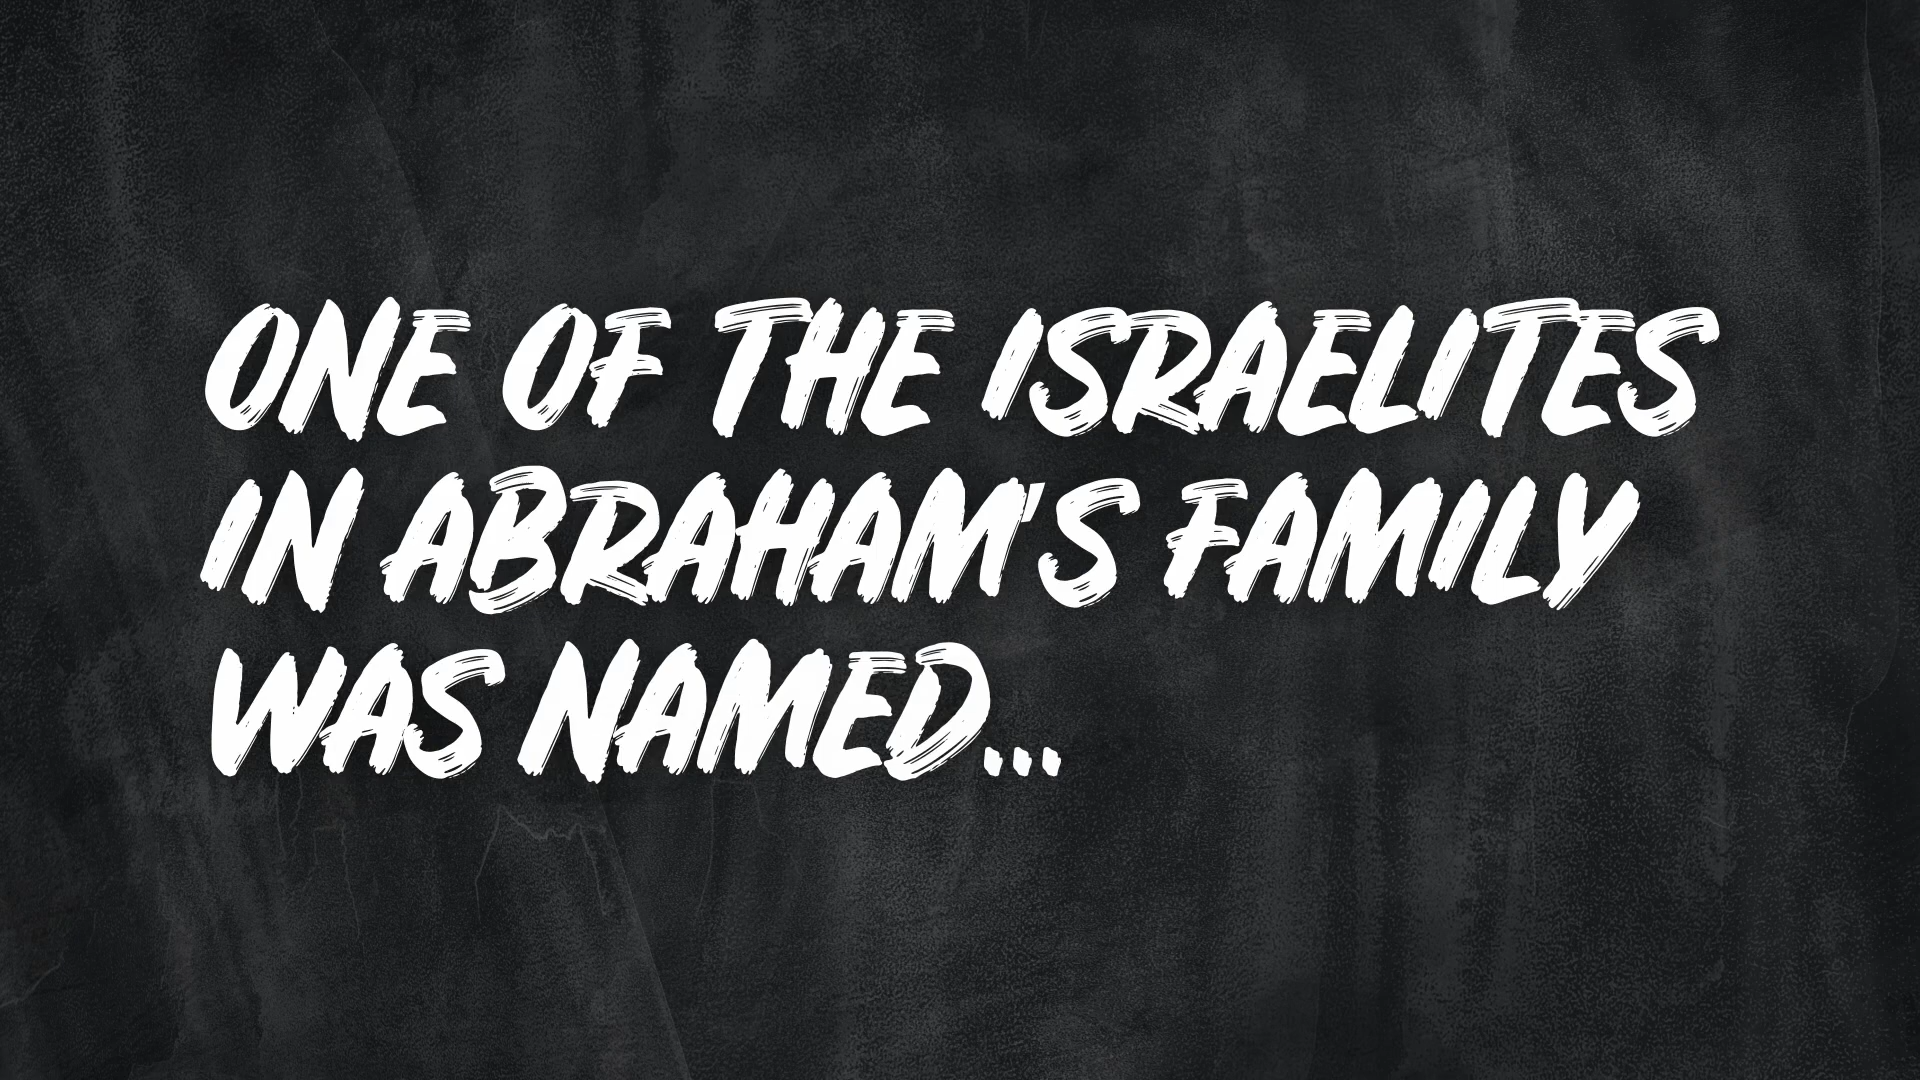 ONE OF THE ISRAELITES
IN ABRAHAM'S FAMILY
WAS NAMED...